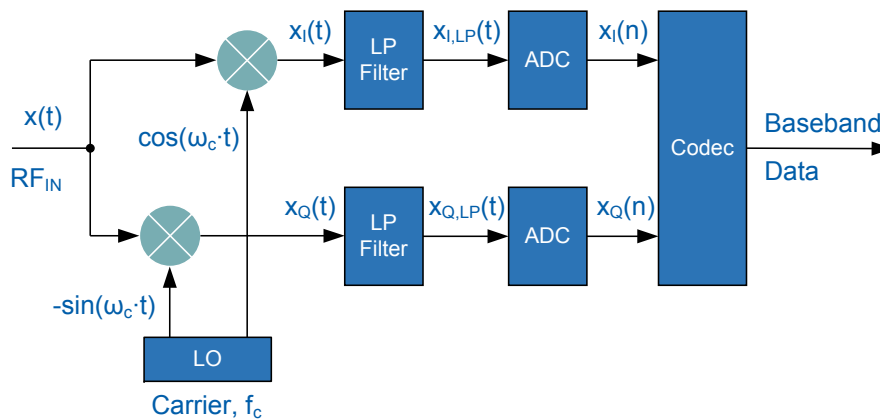 x_I(t)
LP
Filter
x_I,LP(t)
ADC
x_I(n)
x(t)
RF_IN
cos(ω_c·t)
Codec
Baseband
Data
x_Q(t)
LP
Filter
x_Q,LP(t)
ADC
x_Q(n)
-sin(ω_c·t)
LO
Carrier, f_c